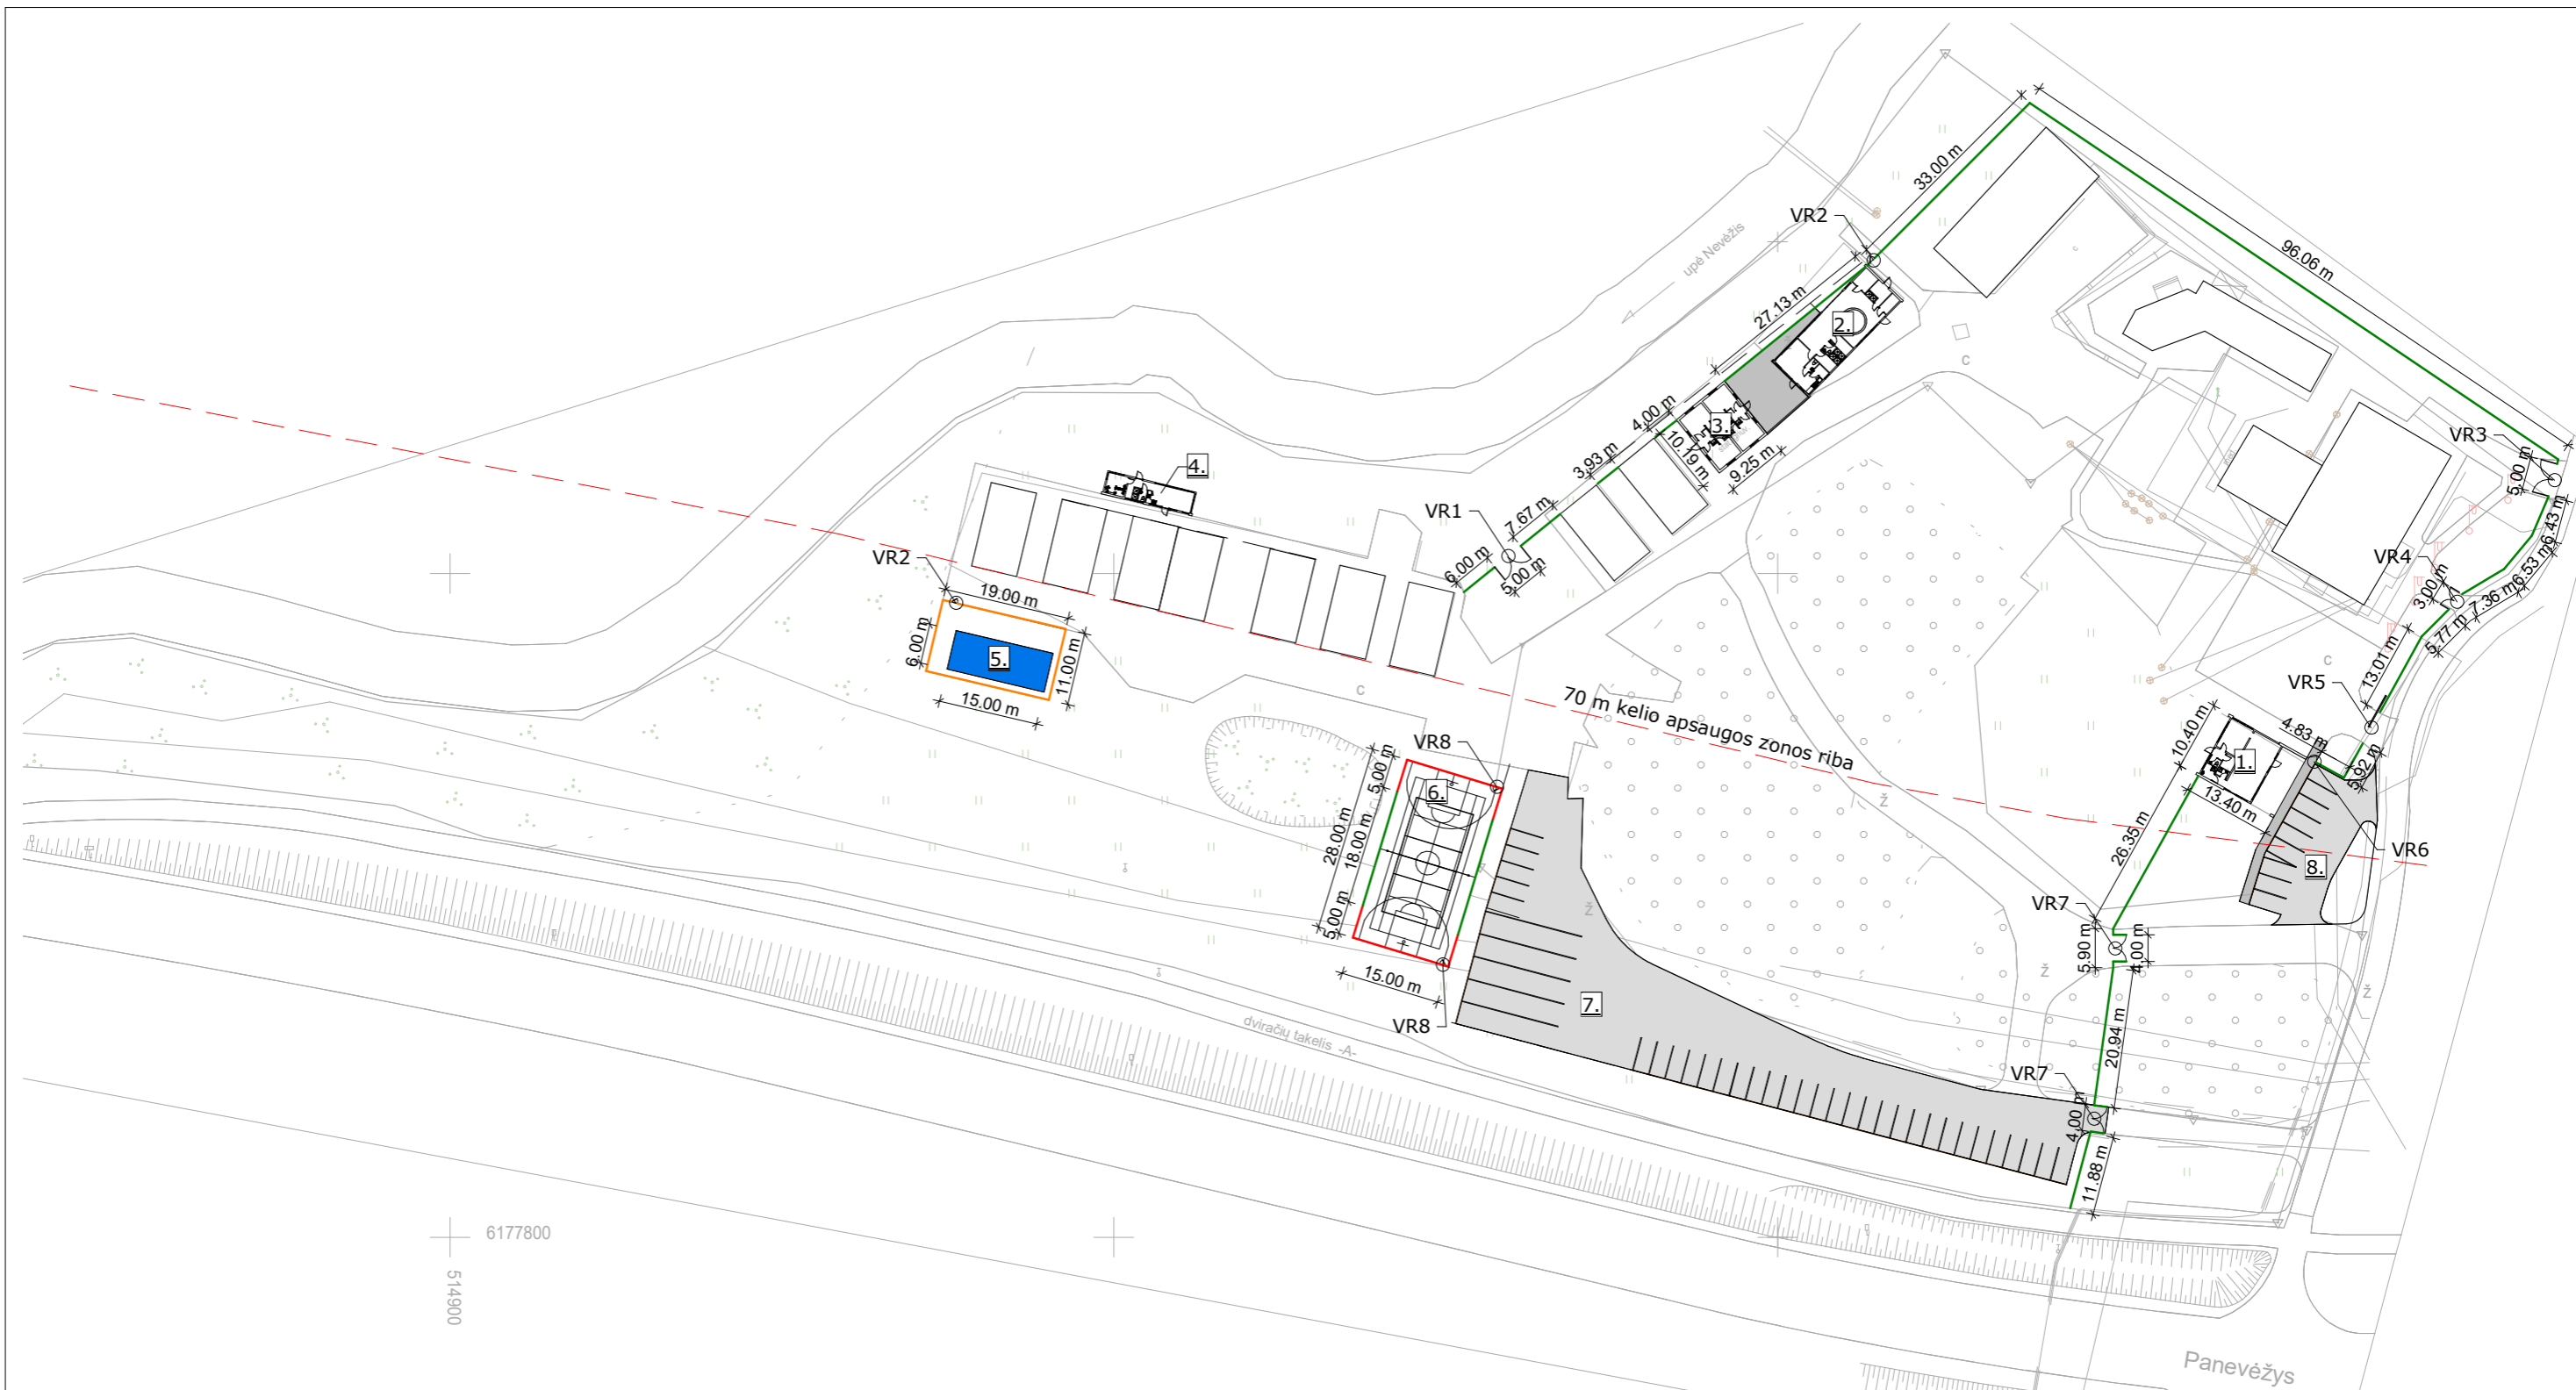 33.00 m
96.06 m
VR2
upė Nevėžis
27.13 m
2.
C
VR3
5.00 m
4.00 m
3.
10.19 m
9.25 m
3.93 m
4.
VR1
7.67 m
6.43 m
6.53 m
VR4
3.00 m
7.36 m
6.00 m
5.00 m
VR2
19.00 m
5.77 m
6.00 m
5.
11.00 m
15.00 m
13.01 m
C
C
VR5
70 m kelio apsaugos zonos riba
10.40 m
4.83 m
1.
5.92 m
13.40 m
VR8
5.00 m
6.
28.00 m
18.00 m
5.00 m
Ž
26.35 m
VR6
8.
VR7
Ž
5.90 m
4.00 m
Ž
Ž
15.00 m
7.
VR8
dviračių takelis -A-
20.94 m
VR7
4.00 m
11.88 m
6177800
514900
Panevėžys